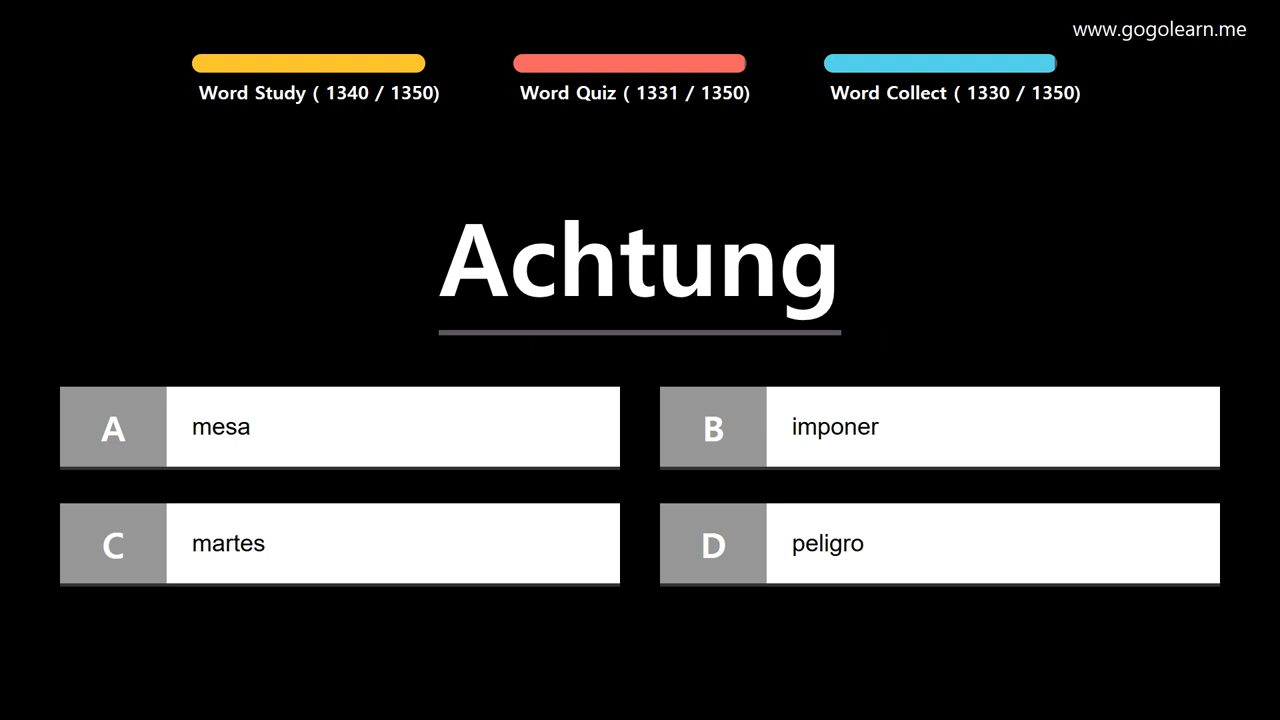 www.gogolearn.me
Word Study ( 1340 / 1350)
Word Quiz ( 1331 / 1350)
Word Collect ( 1330 / 1350)
Achtung
A mesa
B imponer
C martes
D peligro